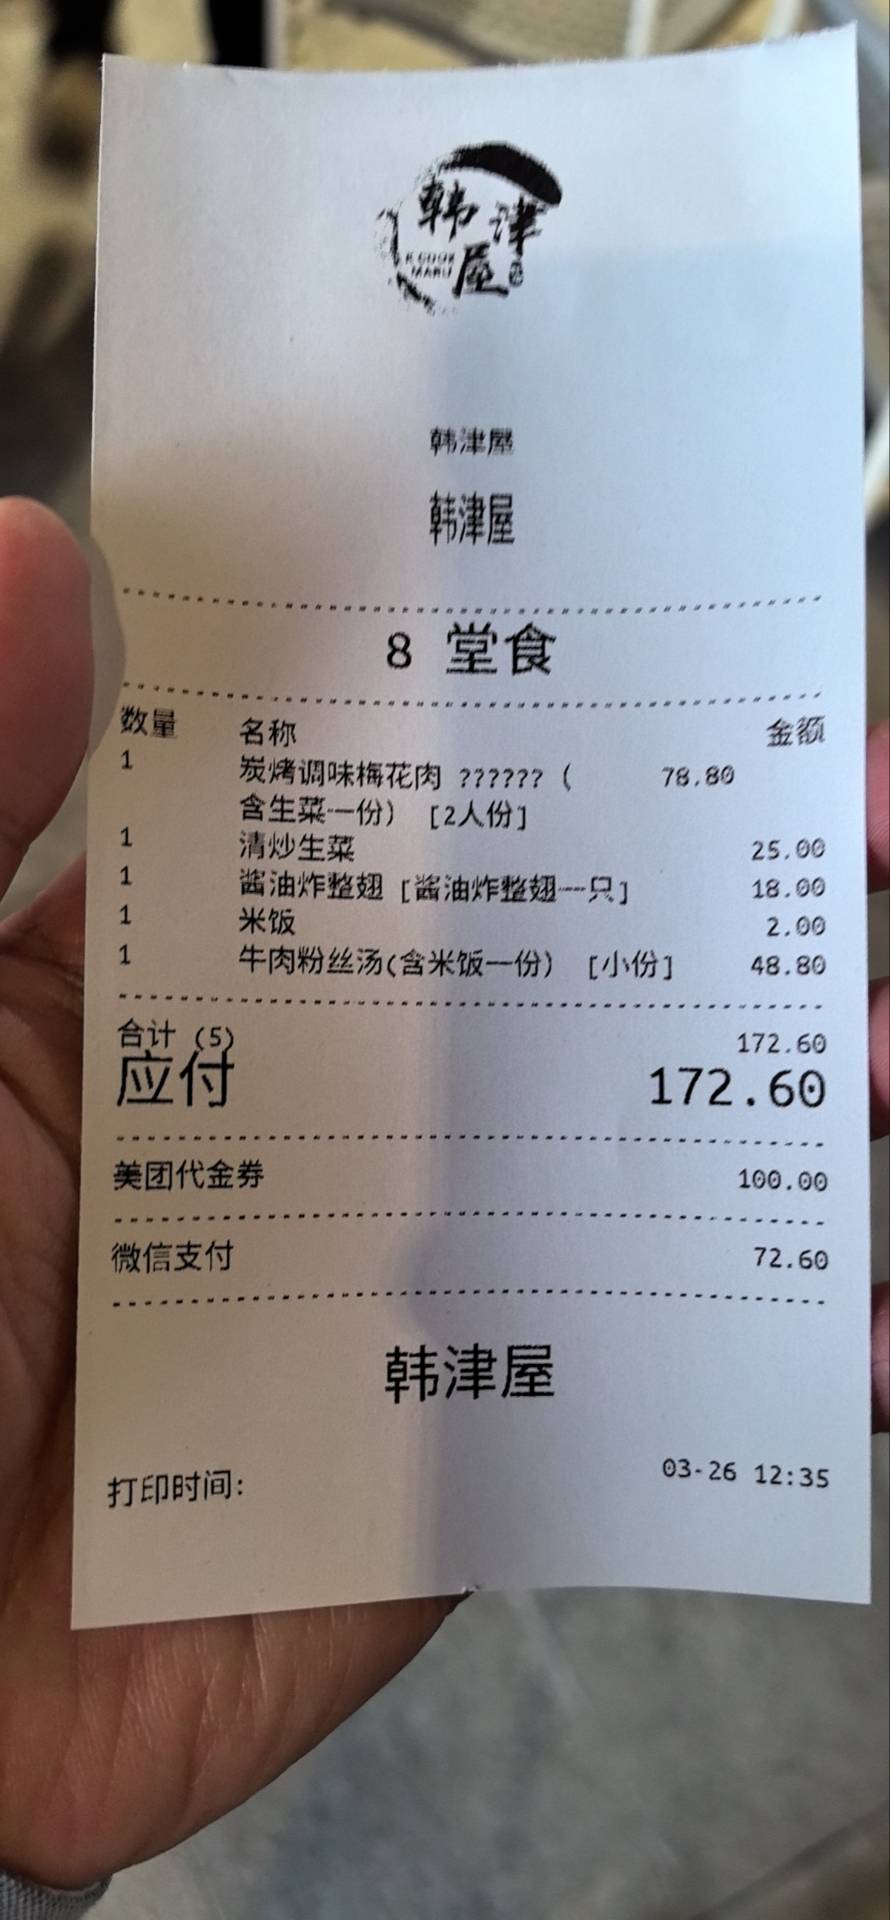 韩津屋
K COOK
MARU
韩津屋
韩津屋
8 堂食
数量 名称 金额
1 炭烤调味梅花肉 ?????? ( 78.80
含生菜一份) [2人份]
1 清炒生菜 25.00
1 酱油炸整翅 [酱油炸整翅一只] 18.00
1 米饭 2.00
1 牛肉粉丝汤(含米饭一份) [小份] 48.80
合计 (5) 172.60
应付 172.60
美团代金券 100.00
微信支付 72.60
韩津屋
打印时间: 03-26 12:35